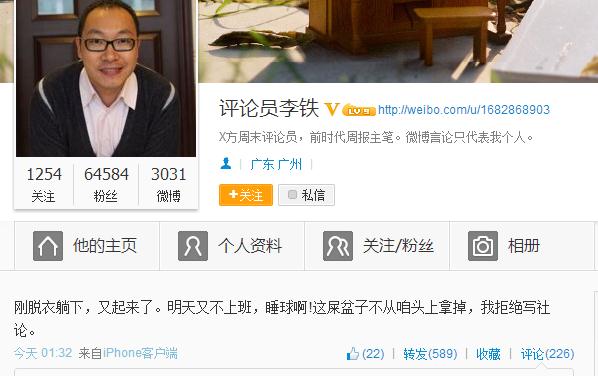 评论员李铁 V LV 9 http://weibo.com/u/1682868903
X方周末评论员，前时代周报主笔。微博言论只代表我个人。
广东 广州
1254 64584 3031
关注 粉丝 微博
+关注 私信
他的主页 个人资料 关注/粉丝 相册
刚脱衣躺下，又起来了。明天又不上班，睡球啊!这屎盆子不从咱头上拿掉，我拒绝写社
论。
今天 01:32 来自iPhone客户端 (22) | 转发(589) | 收藏 | 评论(226)